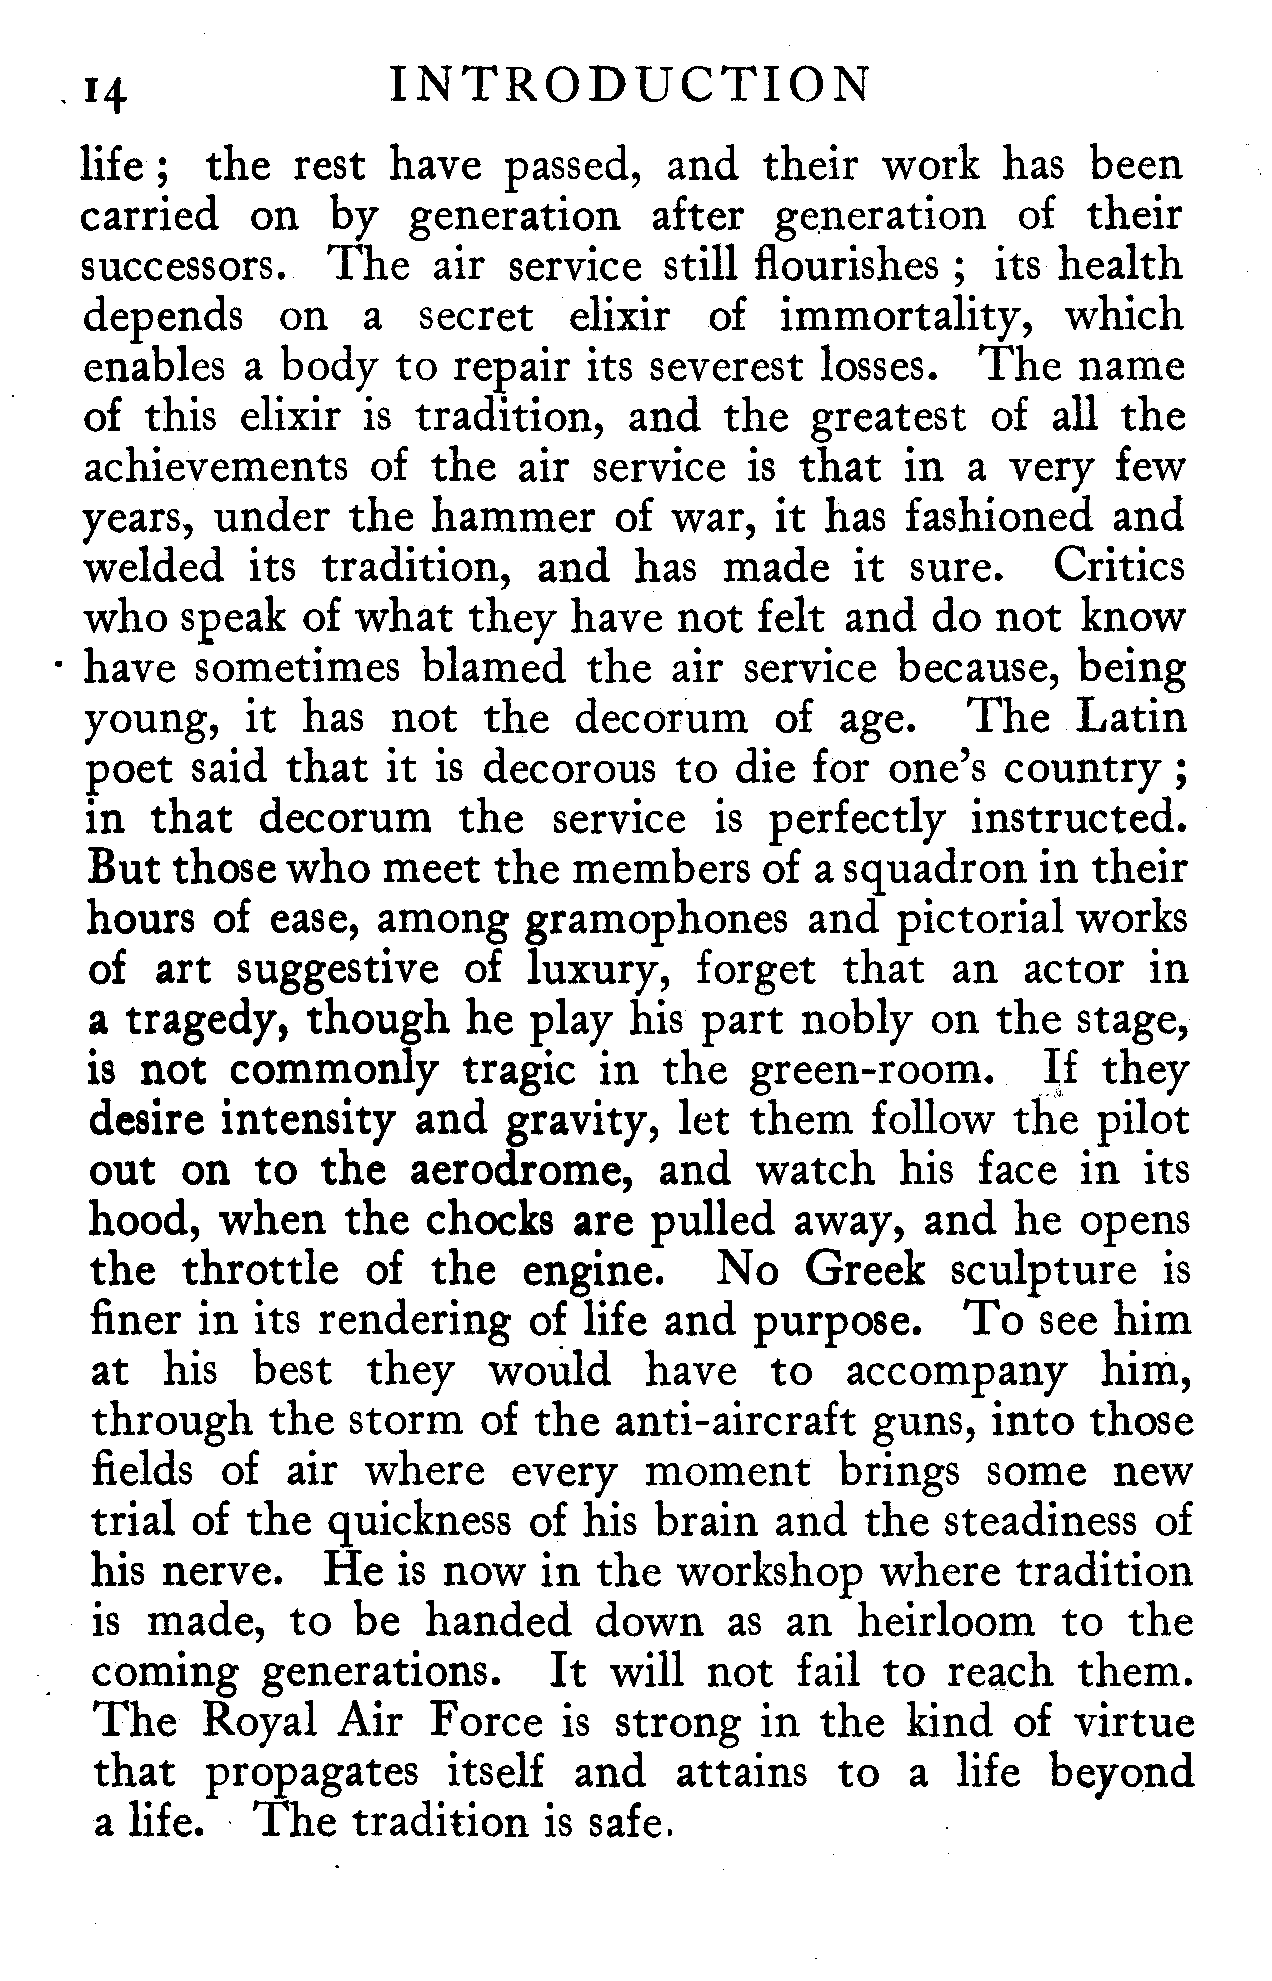 14 INTRODUCTION
life ; the rest have passed, and their work has been
carried on by generation after generation of their
successors. The air service still flourishes ; its health
depends on a secret elixir of immortality, which
enables a body to repair its severest losses. The name
of this elixir is tradition, and the greatest of all the
achievements of the air service is that in a very few
years, under the hammer of war, it has fashioned and
welded its tradition, and has made it sure. Critics
who speak of what they have not felt and do not know
have sometimes blamed the air service because, being
young, it has not the decorum of age. The Latin
poet said that it is decorous to die for one's country ;
in that decorum the service is perfectly instructed.
But those who meet the members of a squadron in their
hours of ease, among gramophones and pictorial works
of art suggestive of luxury, forget that an actor in
a tragedy, though he play his part nobly on the stage,
is not commonly tragic in the green-room. If they
desire intensity and gravity, let them follow the pilot
out on to the aerodrome, and watch his face in its
hood, when the chocks are pulled away, and he opens
the throttle of the engine. No Greek sculpture is
finer in its rendering of life and purpose. To see him
at his best they would have to accompany him,
through the storm of the anti-aircraft guns, into those
fields of air where every moment brings some new
trial of the quickness of his brain and the steadiness of
his nerve. He is now in the workshop where tradition
is made, to be handed down as an heirloom to the
coming generations. It will not fail to reach them.
The Royal Air Force is strong in the kind of virtue
that propagates itself and attains to a life beyond
a life. The tradition is safe.